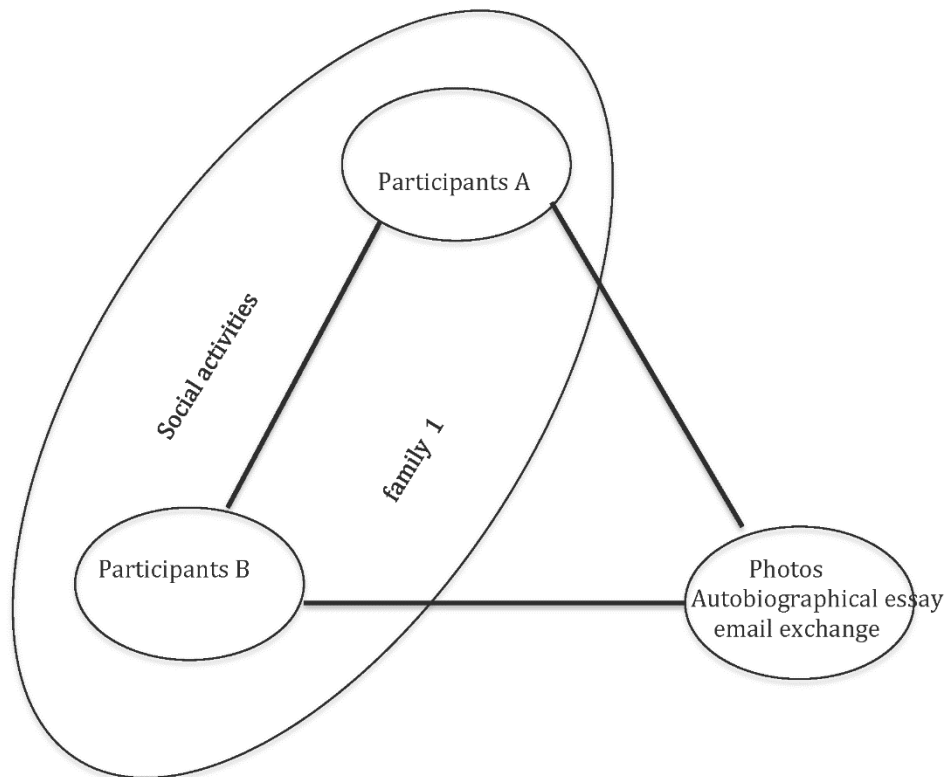 Participants A
Social activities
family 1
Participants B
Photos
Autobiographical essay
email exchange